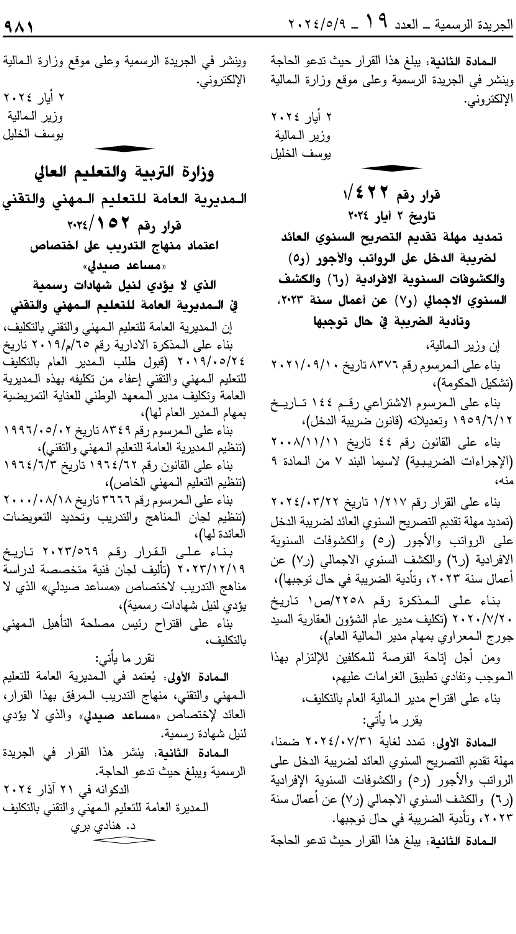 الجريدة الرسمية ــ العدد ١٩ ــ ٢٠٢٤/٥/٩
٩٨١
المادة الثانية: يبلغ هذا القرار حيث تدعو الحاجة
وينشر في الجريدة الرسمية وعلى موقع وزارة المالية
الإلكتروني.
٢ أيار ٢٠٢٤
وزير المالية
يوسف الخليل
قرار رقم ١/٤٢٢
تاريخ ٢ أيار ٢٠٢٤
تمديد مهلة تقديم التصريح السنوي العائد
لضريبة الدخل على الرواتب والأجور (ر٥)
والكشوفات السنوية الافرادية (ر٦) والكشف
السنوي الاجمالي (ر٧) عن أعمال سنة ٢٠٢٣،
وتأدية الضريبة في حال توجبها
إن وزير المالية،
بناء على المرسوم رقم ٨٣٧٦ تاريخ ٢٠٢١/٠٩/١٠
(تشكيل الحكومة)،
بناء على المرسوم الاشتراعي رقم ١٤٤ تاريخ
١٩٥٩/٦/١٢ وتعديلاته (قانون ضريبة الدخل)،
بناء على القانون رقم ٤٤ تاريخ ٢٠٠٨/١١/١١
(الإجراءات الضريبية) لاسيما البند ٧ من المادة ٩
منه،
بناء على القرار رقم ١/٢١٧ تاريخ ٢٠٢٤/٠٣/٢٢
(تمديد مهلة تقديم التصريح السنوي العائد لضريبة الدخل
على الرواتب والأجور (ر٥) والكشوفات السنوية
الافرادية (ر٦) والكشف السنوي الاجمالي (ر٧) عن
أعمال سنة ٢٠٢٣، وتأدية الضريبة في حال توجبها)،
بناء على المذكرة رقم ٢٢٥٨/ص١ تاريخ
٢٠٢٠/٧/٢٠ (تكليف مدير عام الشؤون العقارية السيد
جورج المعراوي بمهام مدير المالية العام)،
ومن أجل إتاحة الفرصة للمكلفين للإلتزام بهذا
الموجب وتفادي تطبيق الغرامات عليهم،
بناء على اقتراح مدير المالية العام بالتكليف،
يقرر ما يأتي:
المادة الأولى: تمدد لغاية ٢٠٢٤/٠٧/٣١ ضمنا،
مهلة تقديم التصريح السنوي العائد لضريبة الدخل على
الرواتب والأجور (ر٥) والكشوفات السنوية الإفرادية
(ر٦) والكشف السنوي الاجمالي (ر٧) عن أعمال سنة
٢٠٢٣، وتأدية الضريبة في حال توجبها.
المادة الثانية: يبلغ هذا القرار حيث تدعو الحاجة
وينشر في الجريدة الرسمية وعلى موقع وزارة المالية
الإلكتروني.
٢ أيار ٢٠٢٤
وزير المالية
يوسف الخليل
وزارة التربية والتعليم العالي
المديرية العامة للتعليم المهني والتقني
قرار رقم ٢٠٢٤/١٥٢
اعتماد منهاج التدريب على اختصاص
«مساعد صيدلي»
الذي لا يؤدي لنيل شهادات رسمية
في المديرية العامة للتعليم المهني والتقني
إن المديرية العامة للتعليم المهني والتقني بالتكليف،
بناء على المذكرة الادارية رقم ٦٥/م/٢٠١٩ تاريخ
٢٠١٩/٠٥/٢٤ (قبول طلب المدير العام بالتكليف
للتعليم المهني والتقني إعفاء من تكليفه بهذه المديرية
العامة وتكليف مدير المعهد الوطني للعناية التمريضية
بمهام المدير العام لها)،
بناء على المرسوم رقم ٨٣٤٩ تاريخ ١٩٩٦/٠٥/٠٢
(تنظيم المديرية العامة للتعليم المهني والتقني)،
بناء على القانون رقم ١٩٦٤/٦٢ تاريخ ١٩٦٤/٦/٣
(تنظيم التعليم المهني الخاص)،
بناء على المرسوم رقم ٣٦٦٦ تاريخ ٢٠٠٠/٠٨/١٨
(تنظيم لجان المناهج والتدريب وتحديد التعويضات
العائدة لها)،
بناء على القرار رقم ٢٠٢٣/٥٦٩ تاريخ
٢٠٢٣/١٢/١٩ (تأليف لجان فنية متخصصة لدراسة
مناهج التدريب لاختصاص «مساعد صيدلي» الذي لا
يؤدي لنيل شهادات رسمية)،
بناء على اقتراح رئيس مصلحة التأهيل المهني
بالتكليف،
تقرر ما يأتي:
المادة الأولى: يُعتمد في المديرية العامة للتعليم
المهني والتقني، منهاج التدريب المرفق بهذا القرار،
العائد لإختصاص «مساعد صيدلي» والذي لا يؤدي
لنيل شهادة رسمية.
المادة الثانية: ينشر هذا القرار في الجريدة
الرسمية ويبلغ حيث تدعو الحاجة.
الدكوانه في ٢١ آذار ٢٠٢٤
المديرة العامة للتعليم المهني والتقني بالتكليف
د. هنادي بري